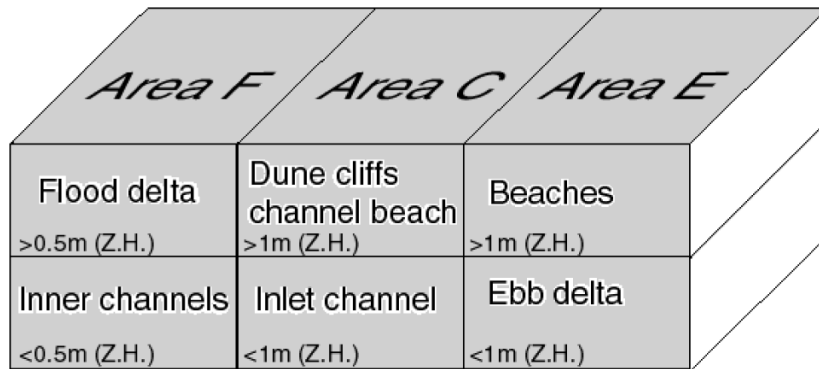 Area F Area C Area E
Flood delta
>0.5m (Z.H.)
Dune cliffs
channel beach
>1m (Z.H.)
Beaches
>1m (Z.H.)
Inner channels
<0.5m (Z.H.)
Inlet channel
<1m (Z.H.)
Ebb delta
<1m (Z.H.)